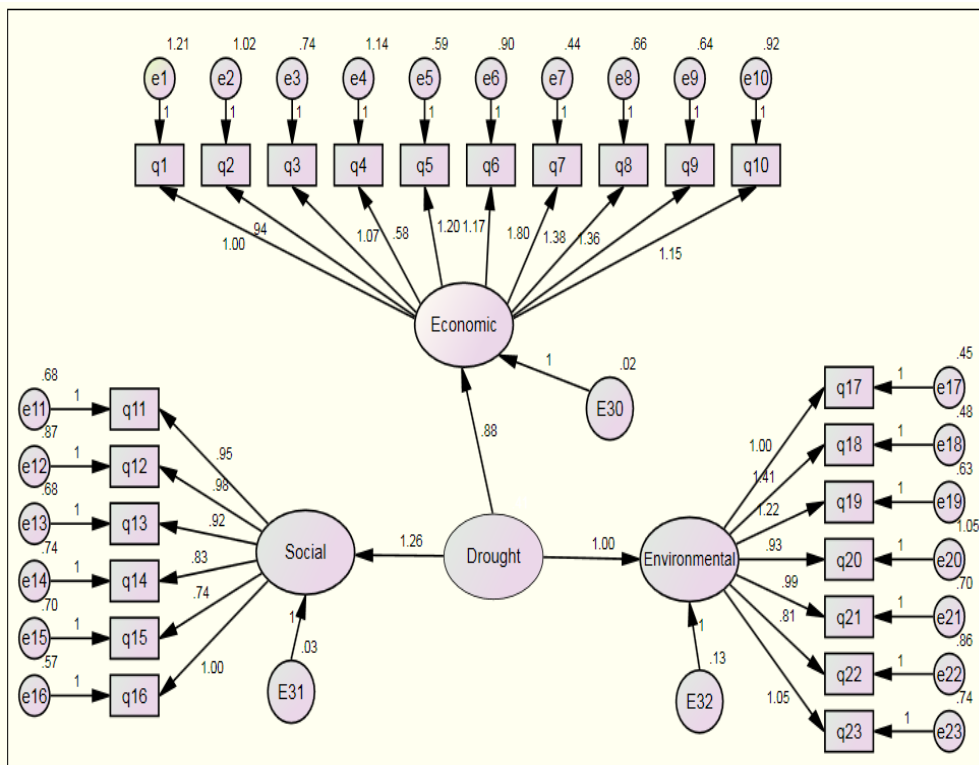 1.21 1.02 .74 1.14 .59 .90 .44 .66 .64 .92
e1 e2 e3 e4 e5 e6 e7 e8 e9 e10
1 1 1 1 1 1 1 1 1 1
q1 q2 q3 q4 q5 q6 q7 q8 q9 q10
1.00 .94 1.07 .58 1.20 1.17 1.80 1.38 1.36 1.15
Economic
1 .02
E30
.88
.68
e11 1 q11 .95
.87
e12 1 q12 .98
.68
e13 1 q13 .92
.74
e14 1 q14 .83
.70
e15 1 q15 .74
.57
e16 1 q16 1.00
Social
1
.03
E31
1.26
Drought
1.00
Environmental
1
.13
E32
.45
1.00 q17 1 e17
.48
1.41 q18 1 e18
.63
1.22 q19 1 e19
1.05
.93 q20 1 e20
.70
.99 q21 1 e21
.86
.81 q22 1 e22
.74
1.05 q23 1 e23